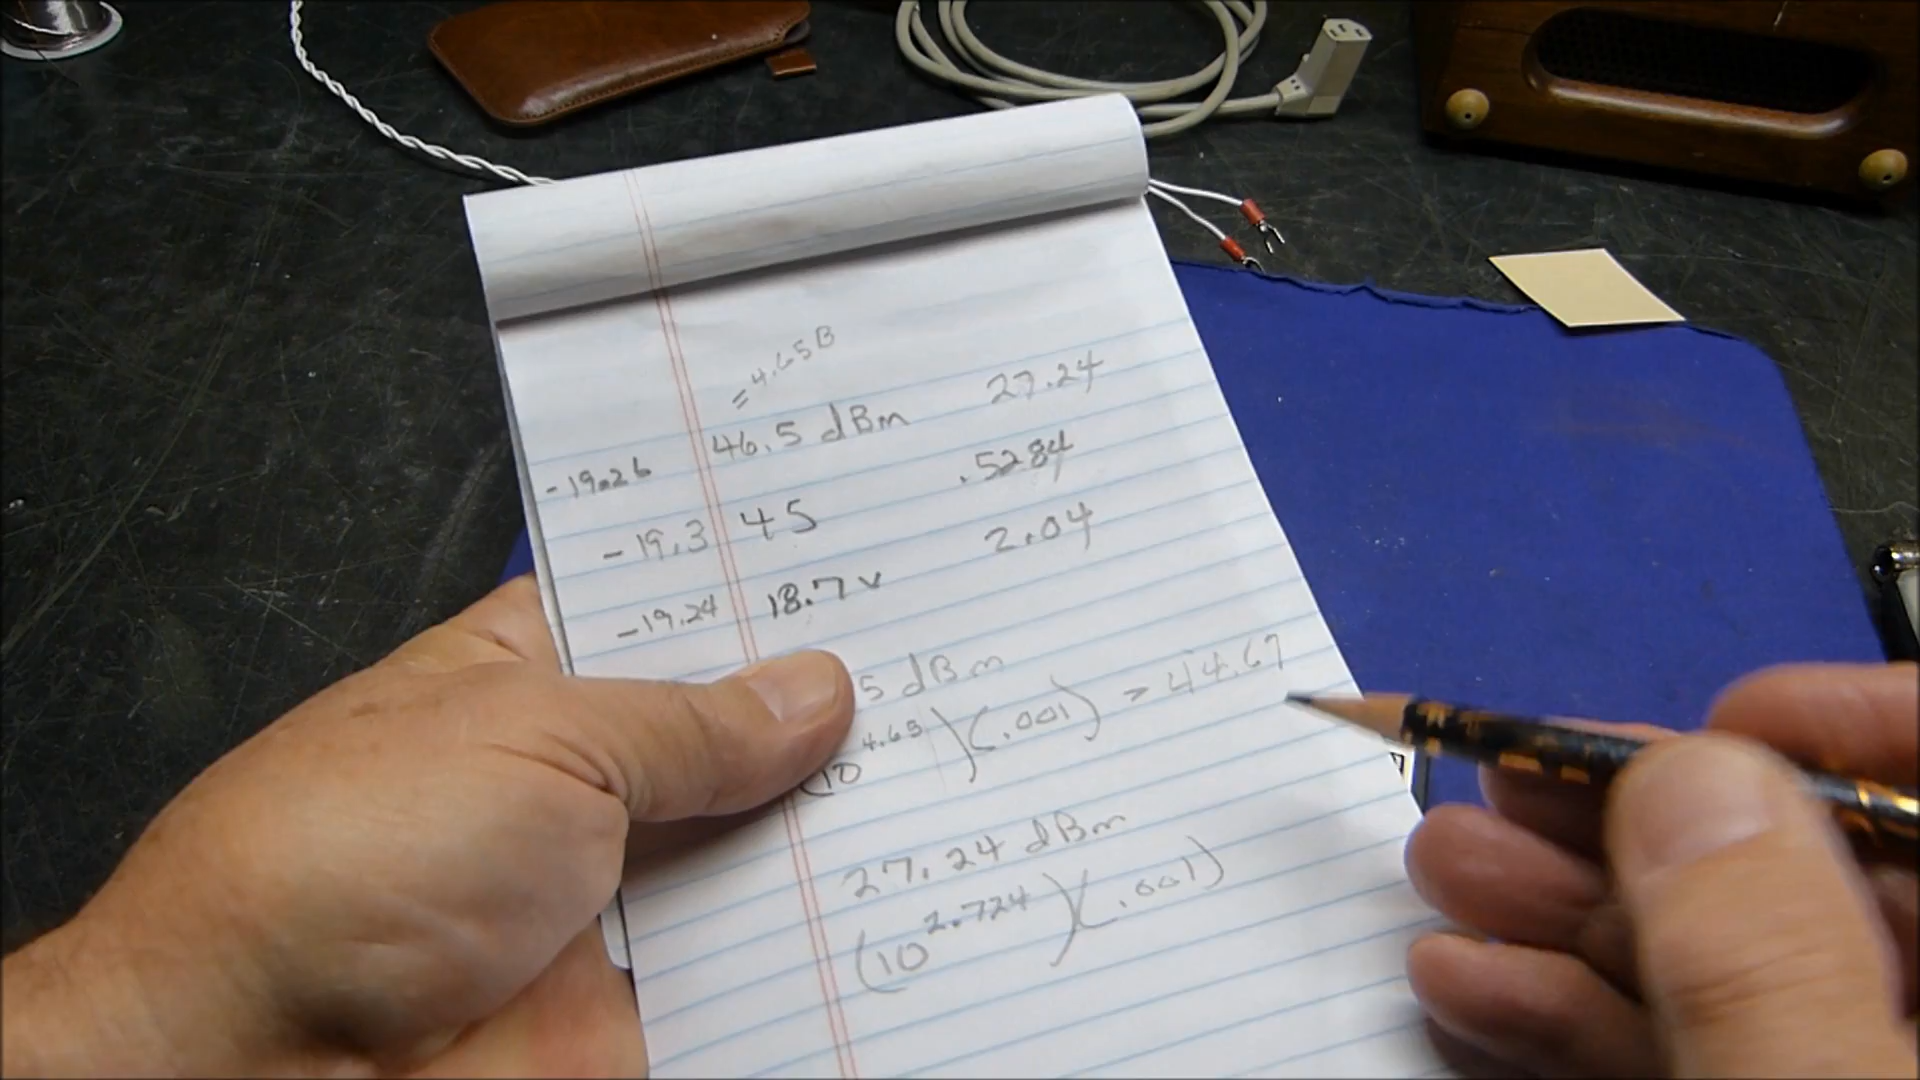 = 4.65B
46.5 dBm 27.24
-19.26 .5284
-19.3 45 2.04
-19.24 18.7 v
5 dBm
(10^4.65)(.001) = 44.67
27.24 dBm
(10^2.724)(.001)